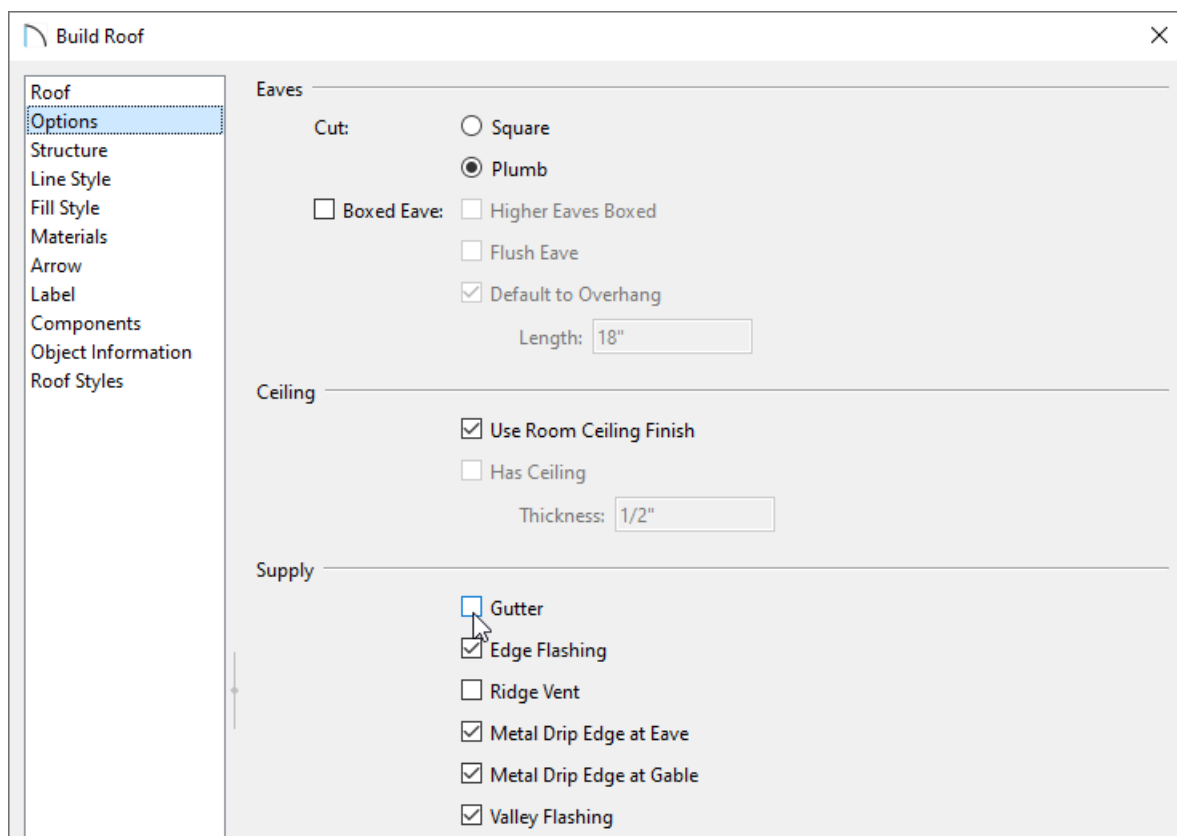 Build Roof
Roof
Options
Structure
Line Style
Fill Style
Materials
Arrow
Label
Components
Object Information
Roof Styles
Eaves
Cut:
Square
Plumb
Boxed Eave:
Higher Eaves Boxed
Flush Eave
Default to Overhang
Length: 18"
Ceiling
Use Room Ceiling Finish
Has Ceiling
Thickness: 1/2"
Supply
Gutter
Edge Flashing
Ridge Vent
Metal Drip Edge at Eave
Metal Drip Edge at Gable
Valley Flashing